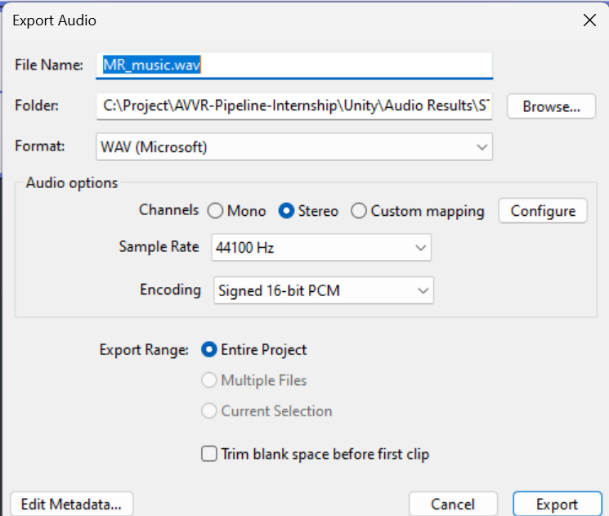 Export Audio
File Name: MR_music.wav
Folder: C:\Project\AVVR-Pipeline-Internship\Unity\Audio Results\S Browse...
Format: WAV (Microsoft)
Audio options
Channels Mono Stereo Custom mapping Configure
Sample Rate 44100 Hz
Encoding Signed 16-bit PCM
Export Range: Entire Project
Multiple Files
Current Selection
Trim blank space before first clip
Edit Metadata... Cancel Export